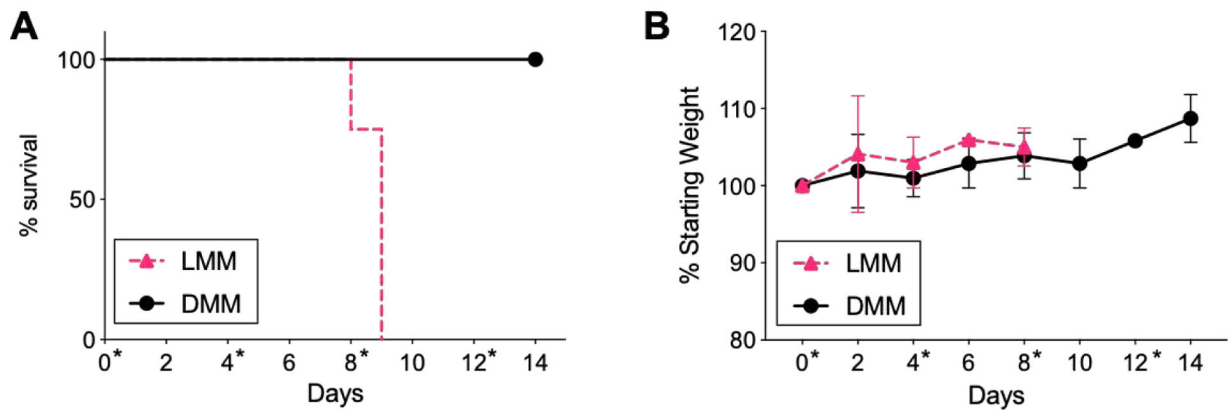 A
% survival
100
50
0
LMM
DMM
0* 2 4* 6 8* 10 12* 14
Days
B
% Starting Weight
120
110
100
90
80
LMM
DMM
0* 2 4* 6 8* 10 12* 14
Days